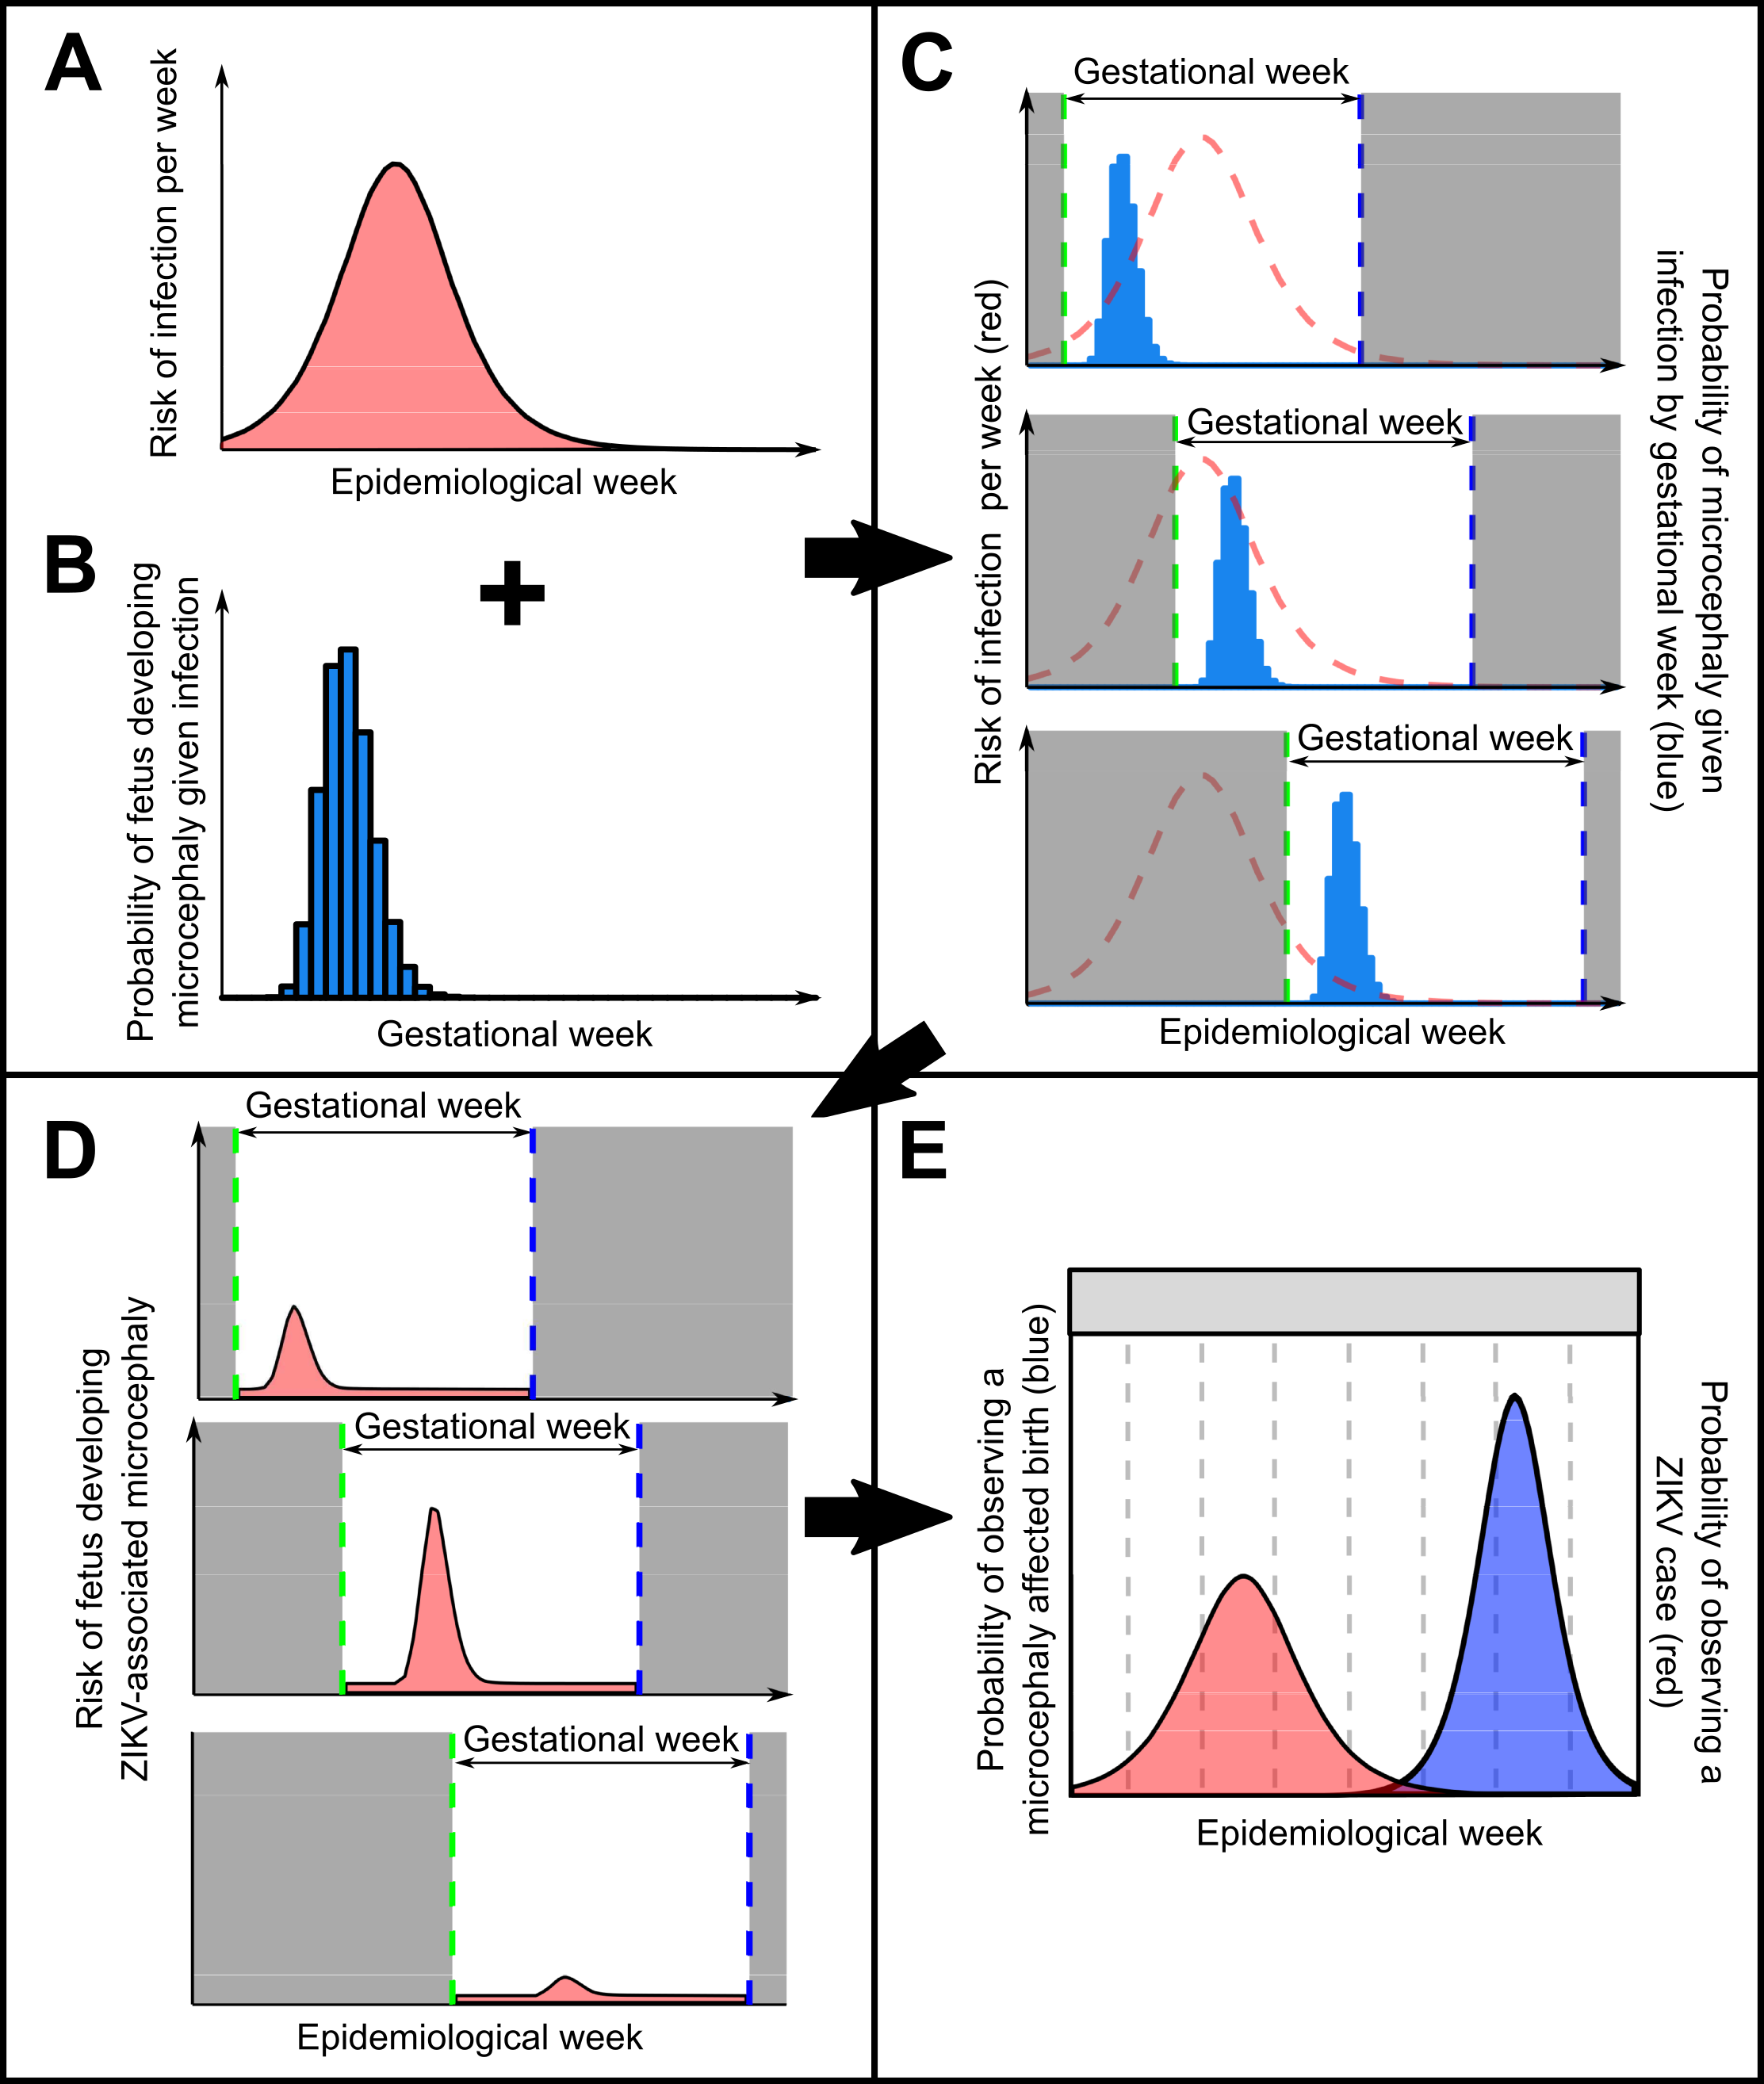 A
Risk of infection per week
Epidemiological week
B
+
Probability of fetus developing
microcephaly given infection
Gestational week
C
Gestational week
Gestational week
Gestational week
Risk of infection per week (red)
Probability of microcephaly given
infection by gestational week (blue)
Epidemiological week
D
Gestational week
Gestational week
Gestational week
Risk of fetus developing
ZIKV-associated microcephaly
Epidemiological week
E
Probability of observing a
microcephaly affected birth (blue)
Probability of observing a
ZIKV case (red)
Epidemiological week